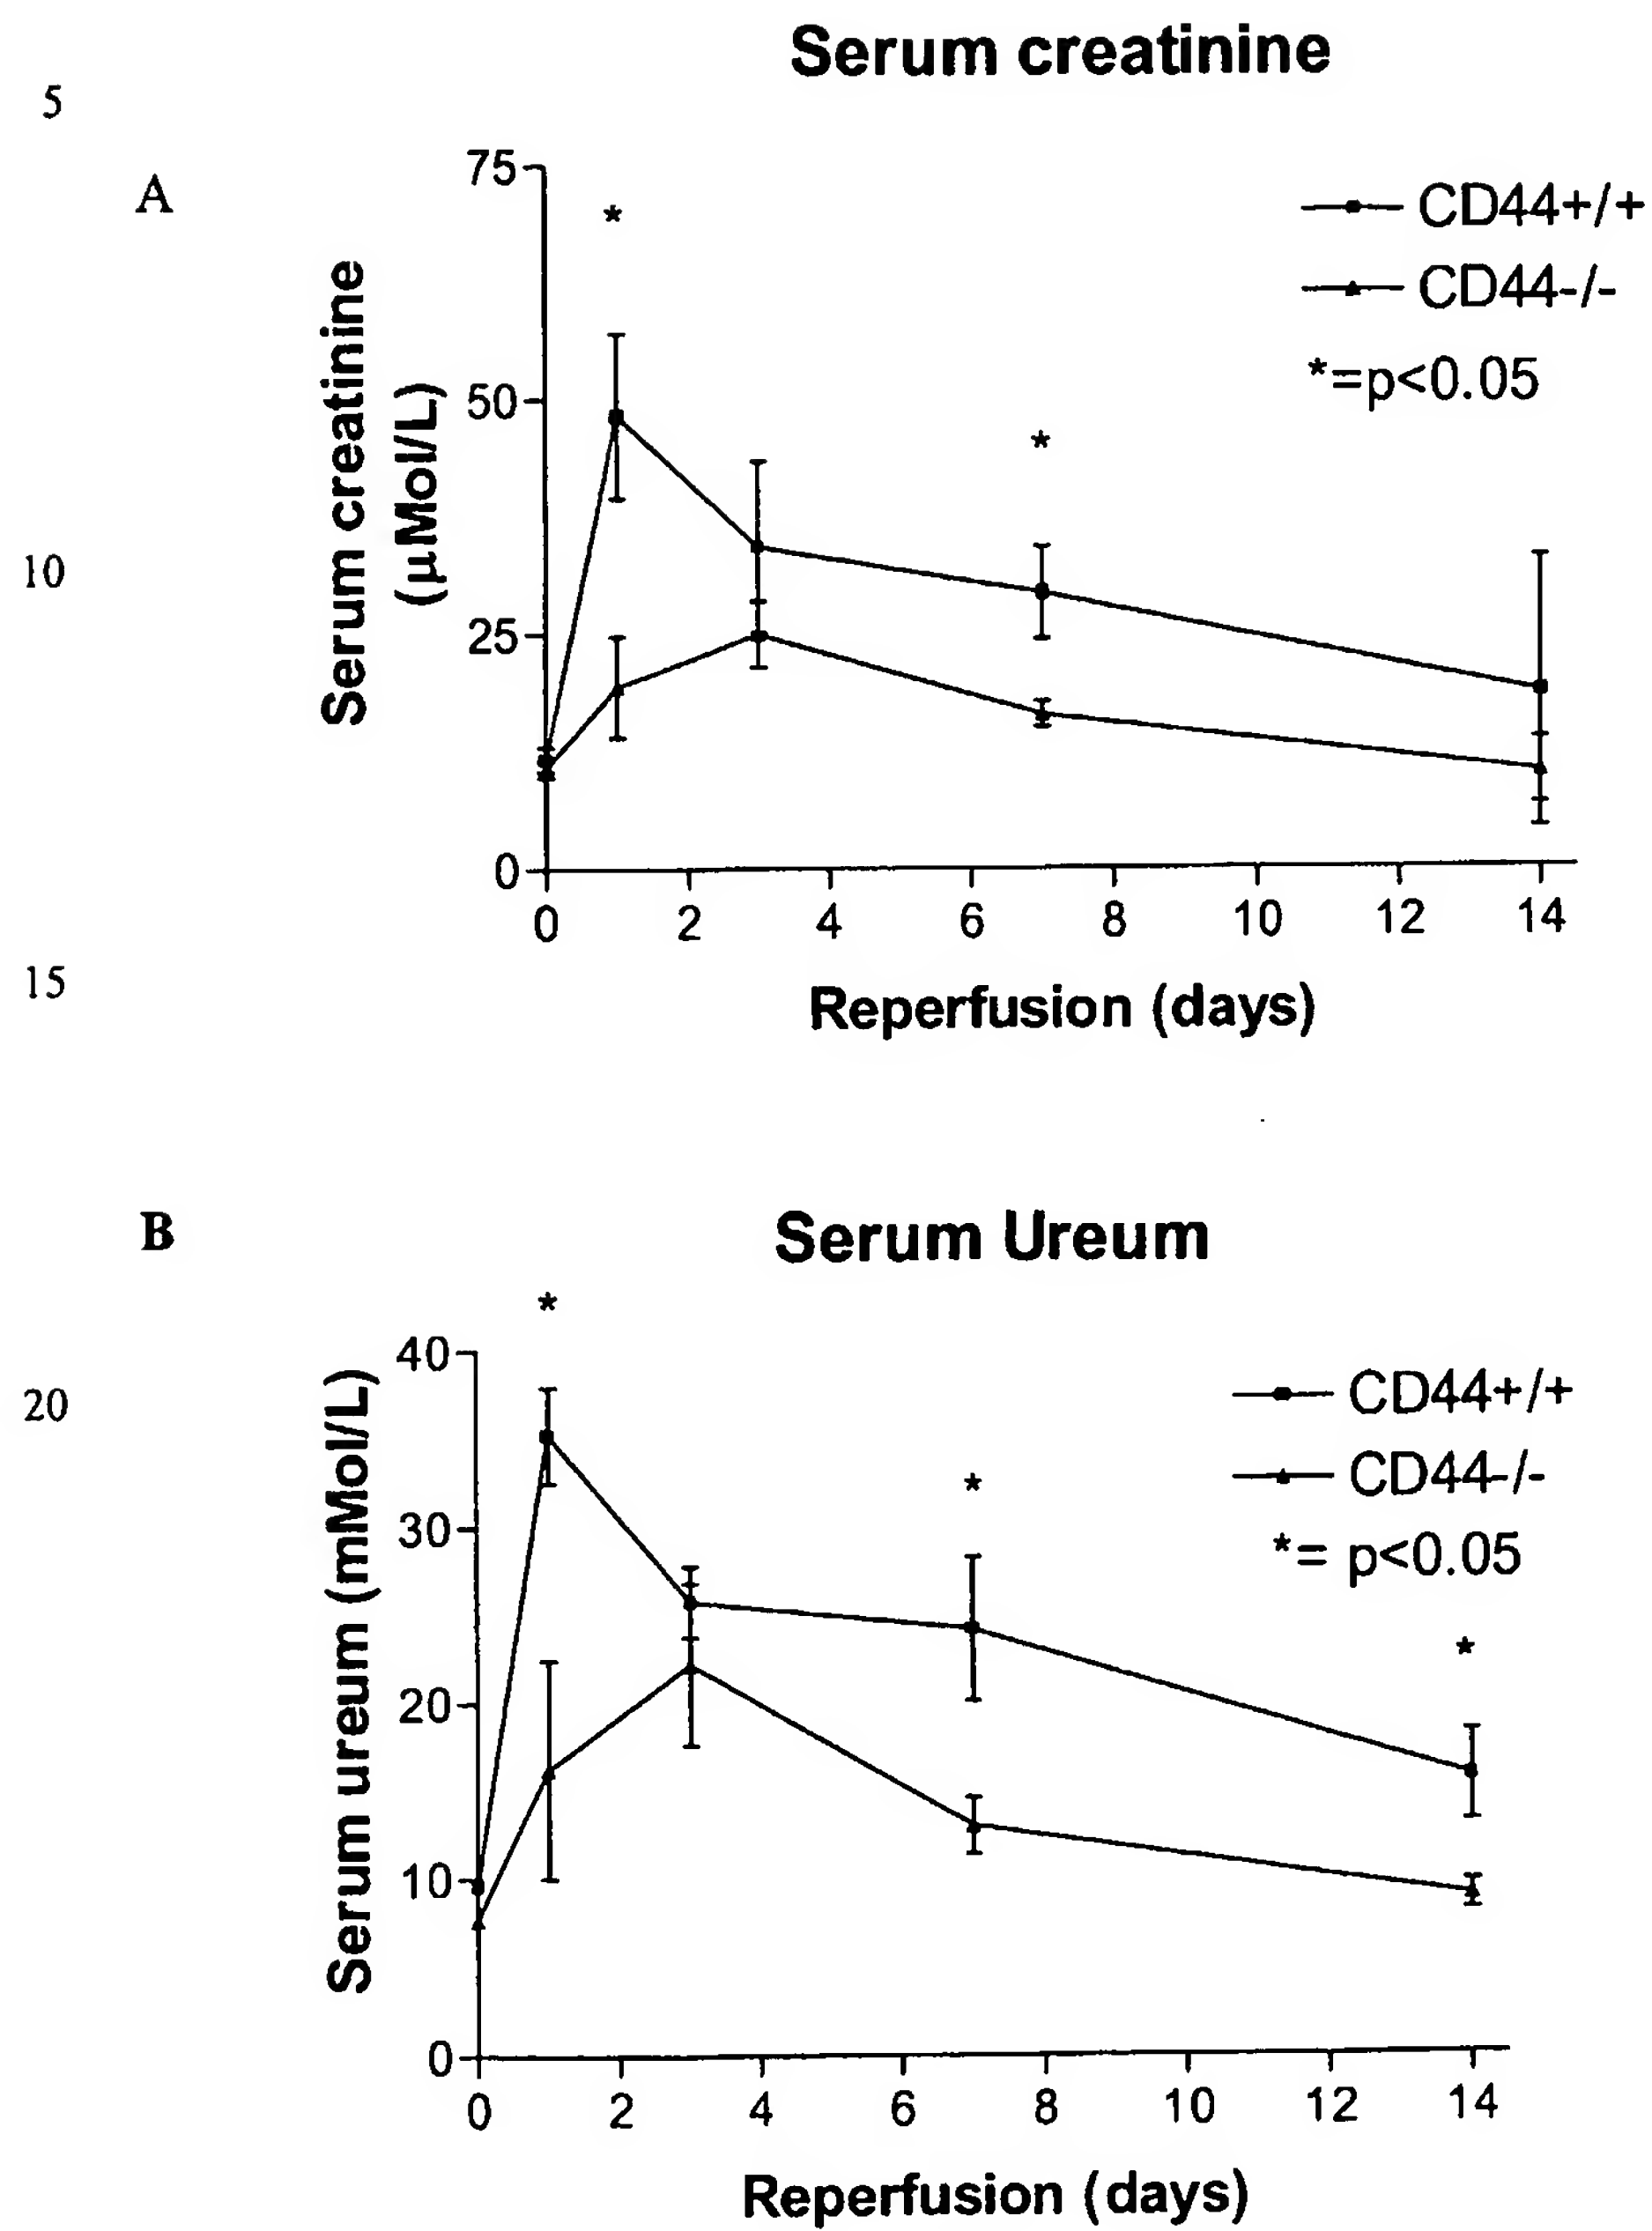 Serum creatinine
5
A
75
*
CD44+/+
CD44-/-
*=p<0.05
50
*
Serum creatinine
(µMol/L)
10
25
0
0 2 4 6 8 10 12 14
15
Reperfusion (days)
B
Serum Ureum
*
40
20
CD44+/+
CD44-/-
*= p<0.05
*
30
*
Serum ureum (mMol/L)
20
10
0
0 2 4 6 8 10 12 14
Reperfusion (days)